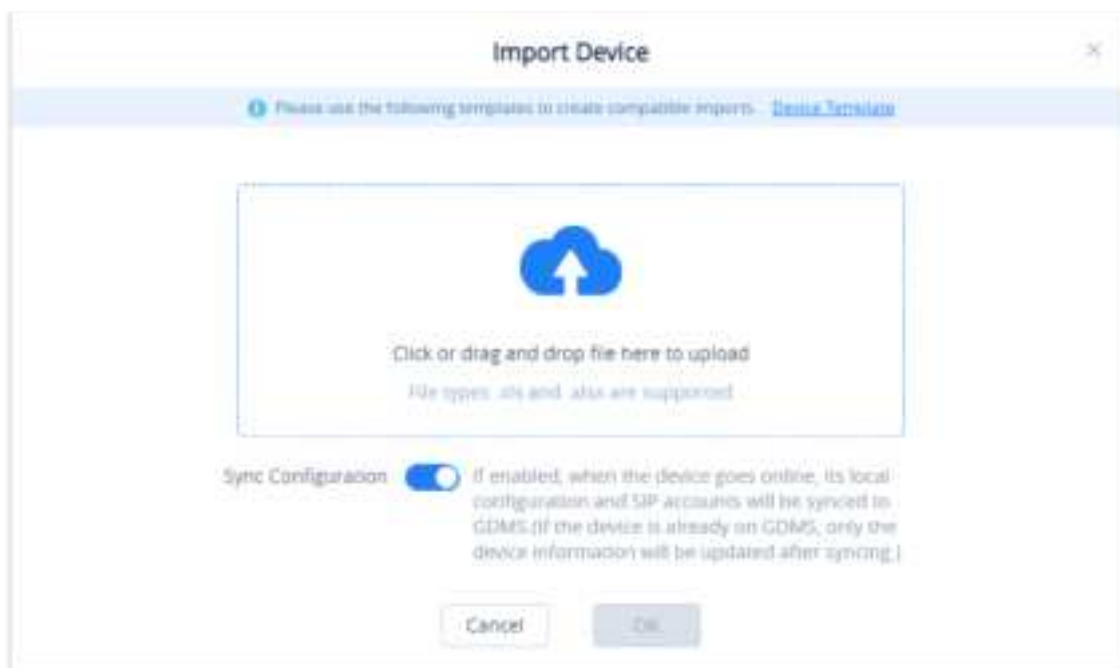 Import Device
Please use the following templates to create compatible imports. Device Template
Click or drag and drop file here to upload
File types .xls and .xlsx are supported
Sync Configuration
If enabled, when the device goes online, its local
configuration and SIP accounts will be synced to
GDMS.(If the device is already on GDMS, only the
device information will be updated after syncing.)
Cancel
OK